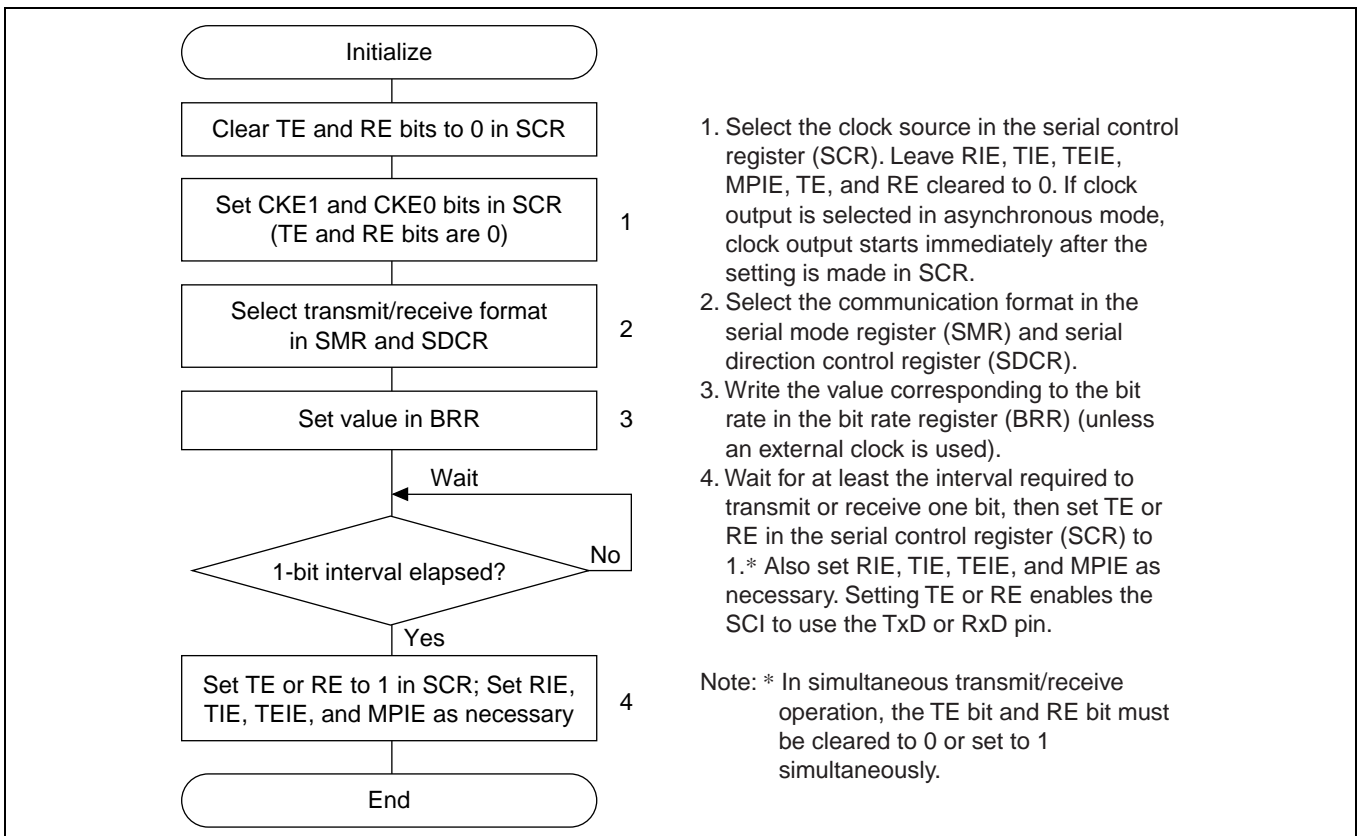 Initialize
Clear TE and RE bits to 0 in SCR
Set CKE1 and CKE0 bits in SCR
(TE and RE bits are 0)
1
Select transmit/receive format
in SMR and SDCR
2
Set value in BRR
3
Wait
1-bit interval elapsed?
No
Yes
Set TE or RE to 1 in SCR; Set RIE,
TIE, TEIE, and MPIE as necessary
4
End
1. Select the clock source in the serial control
register (SCR). Leave RIE, TIE, TEIE,
MPIE, TE, and RE cleared to 0. If clock
output is selected in asynchronous mode,
clock output starts immediately after the
setting is made in SCR.
2. Select the communication format in the
serial mode register (SMR) and serial
direction control register (SDCR).
3. Write the value corresponding to the bit
rate in the bit rate register (BRR) (unless
an external clock is used).
4. Wait for at least the interval required to
transmit or receive one bit, then set TE or
RE in the serial control register (SCR) to
1.* Also set RIE, TIE, TEIE, and MPIE as
necessary. Setting TE or RE enables the
SCI to use the TxD or RxD pin.
Note: * In simultaneous transmit/receive
operation, the TE bit and RE bit must
be cleared to 0 or set to 1
simultaneously.